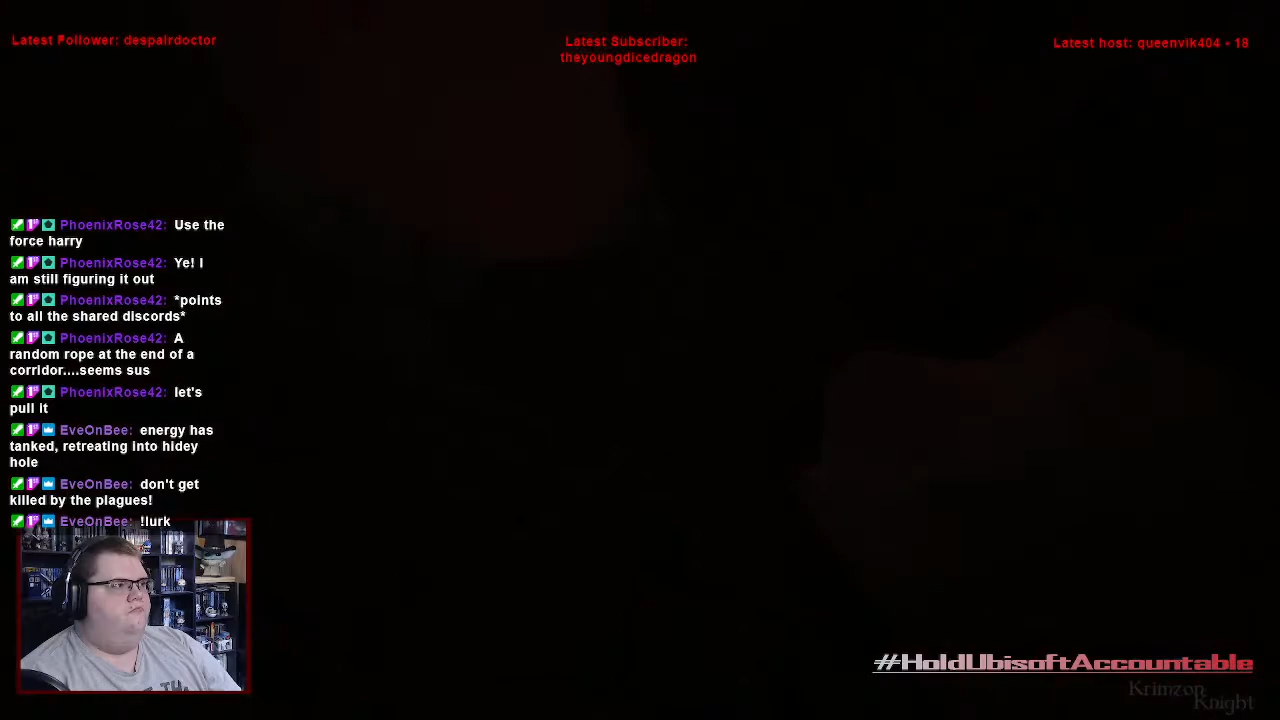 Latest Follower: despairdoctor
Latest Subscriber:
theyoungdicedragon
Latest host: queenvik404 - 18
PhoenixRose42: Use the
force harry
PhoenixRose42: Ye! I
am still figuring it out
PhoenixRose42: *points
to all the shared discords*
PhoenixRose42: A
random rope at the end of a
corridor....seems sus
PhoenixRose42: let's
pull it
EveOnBee: energy has
tanked, retreating into hidey
hole
EveOnBee: don't get
killed by the plagues!
EveOnBee: !lurk
#HoldUbisoftAccountable
Krimzon
Knight